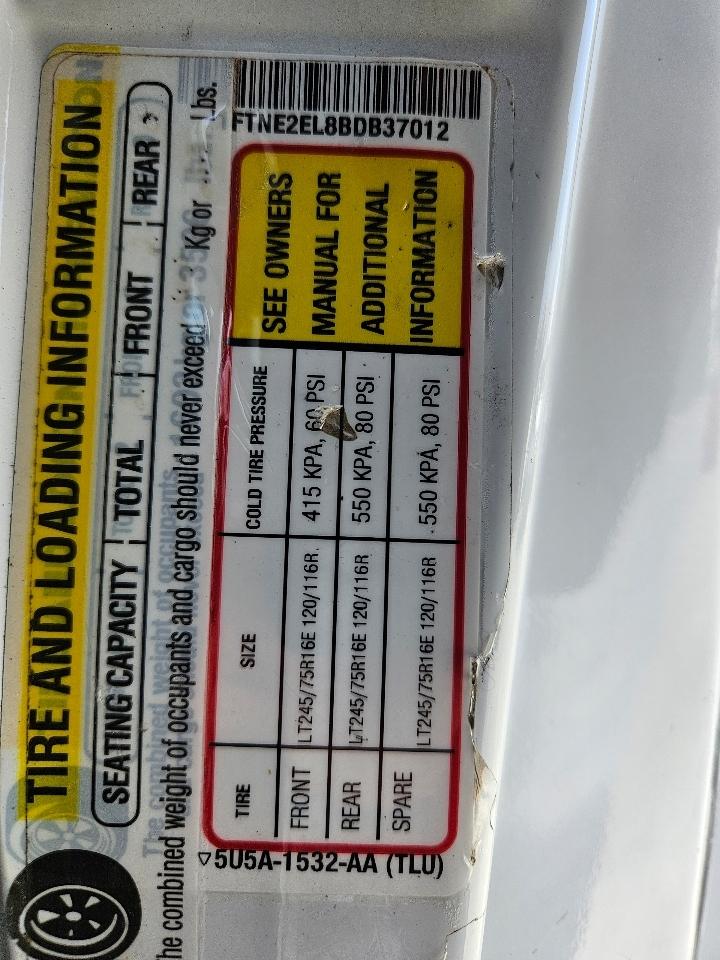 TIRE AND LOADING INFORMATION
SEATING CAPACITY TOTAL FRONT REAR
The combined weight of occupants and cargo should never exceed Kg or Lbs.
FTNE2EL8BDB37012
TIRE SIZE COLD TIRE PRESSURE SEE OWNERS
FRONT LT245/75R16E 120/116R 415 KPA, 60 PSI MANUAL FOR
REAR LT245/75R16E 120/116R 550 KPA, 80 PSI ADDITIONAL
SPARE LT245/75R16E 120/116R 550 KPA, 80 PSI INFORMATION
5U5A-1532-AA (TLU)